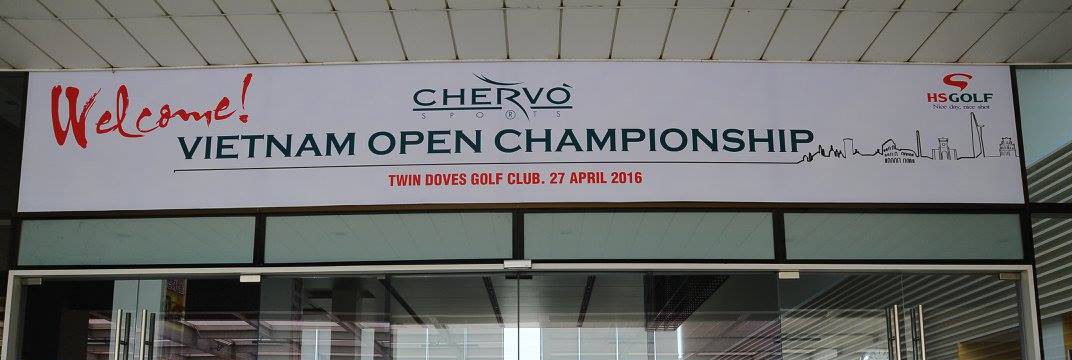 Welcome!
CHERVÒ
SPORTS
VIETNAM OPEN CHAMPIONSHIP
TWIN DOVES GOLF CLUB. 27 APRIL 2016
HSGOLF
Nice day, nice shot